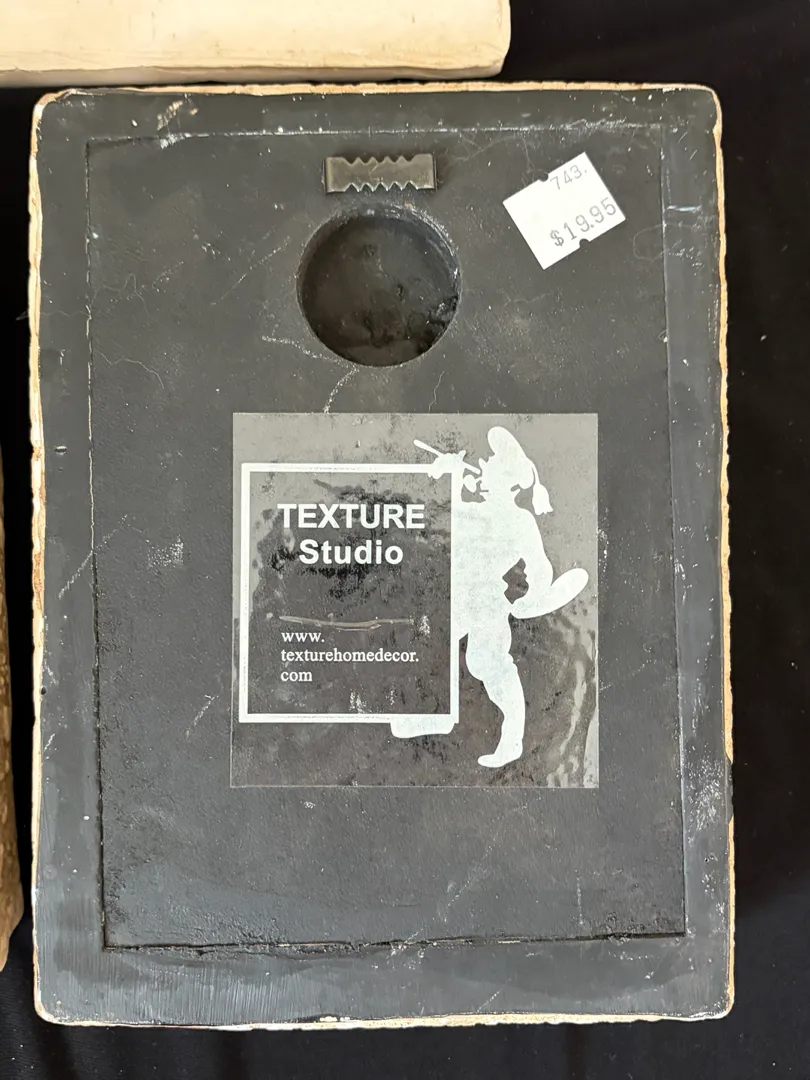 743.
$19.95
TEXTURE
Studio
www.
texturehomedecor.
com